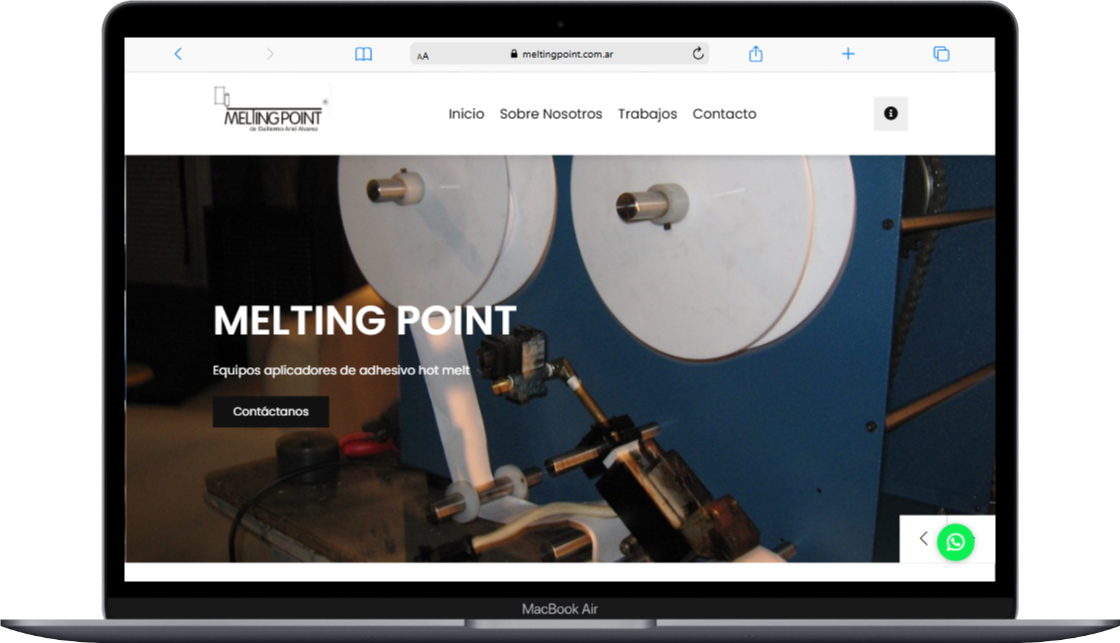 AA
meltingpoint.com.ar
MELTING POINT
de Guillermo Ariel Alvarez
Inicio Sobre Nosotros Trabajos Contacto
MELTING POINT
Equipos aplicadores de adhesivo hot melt
Contáctanos
MacBook Air